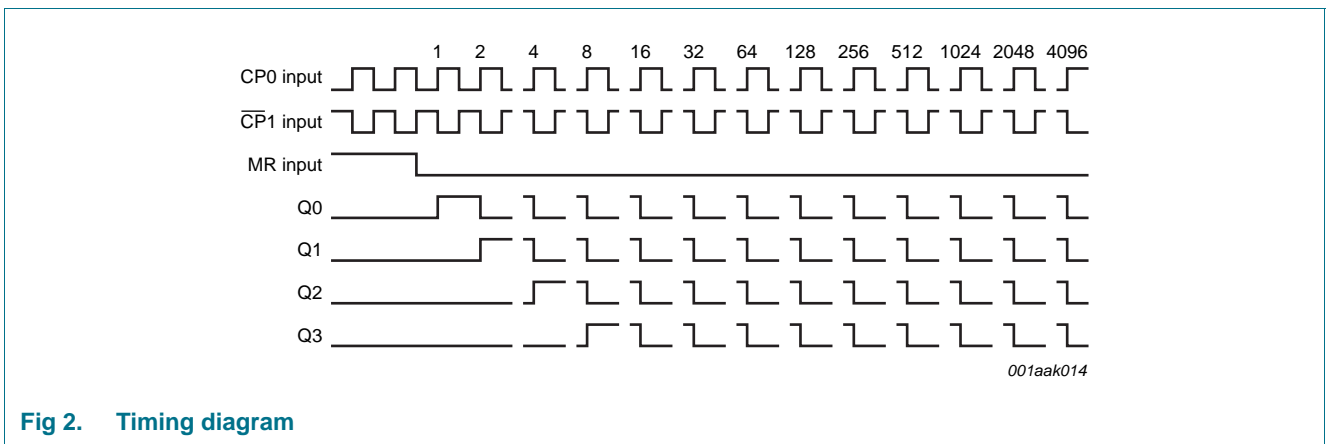 1 2 4 8 16 32 64 128 256 512 1024 2048 4096
CP0 input
CP1 input
MR input
Q0
Q1
Q2
Q3
001aak014
Fig 2. Timing diagram